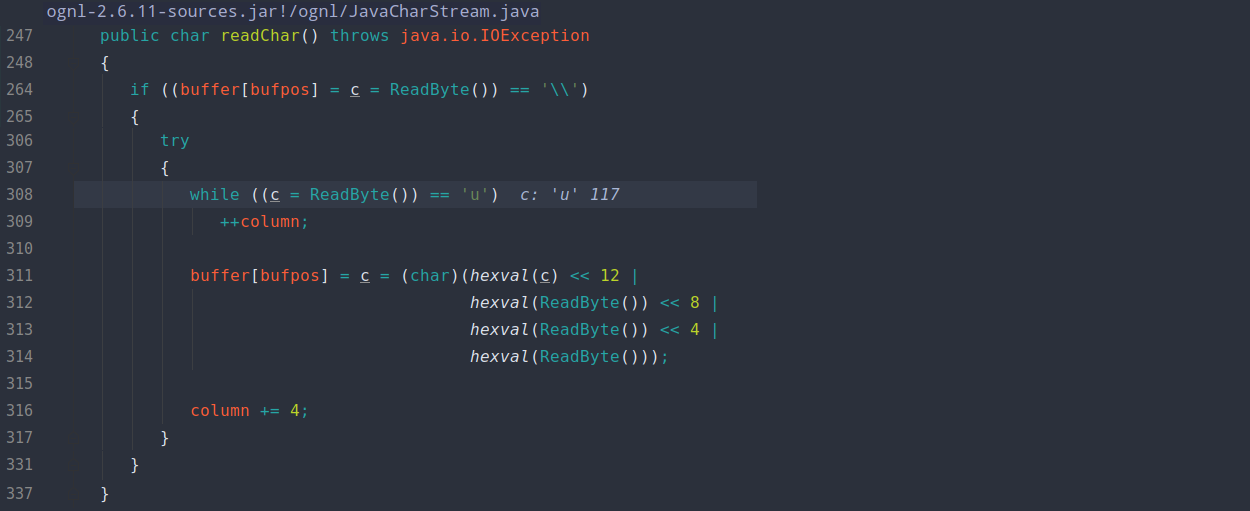 ognl-2.6.11-sources.jar!/ognl/JavaCharStream.java
247 public char readChar() throws java.io.IOException
248 {
264 if ((buffer[bufpos] = c = ReadByte()) == '\\')
265 {
306 try
307 {
308 while ((c = ReadByte()) == 'u') c: 'u' 117
309 ++column;
310
311 buffer[bufpos] = c = (char)(hexval(c) << 12 |
312 hexval(ReadByte()) << 8 |
313 hexval(ReadByte()) << 4 |
314 hexval(ReadByte()));
315
316 column += 4;
317 }
331 }
337 }